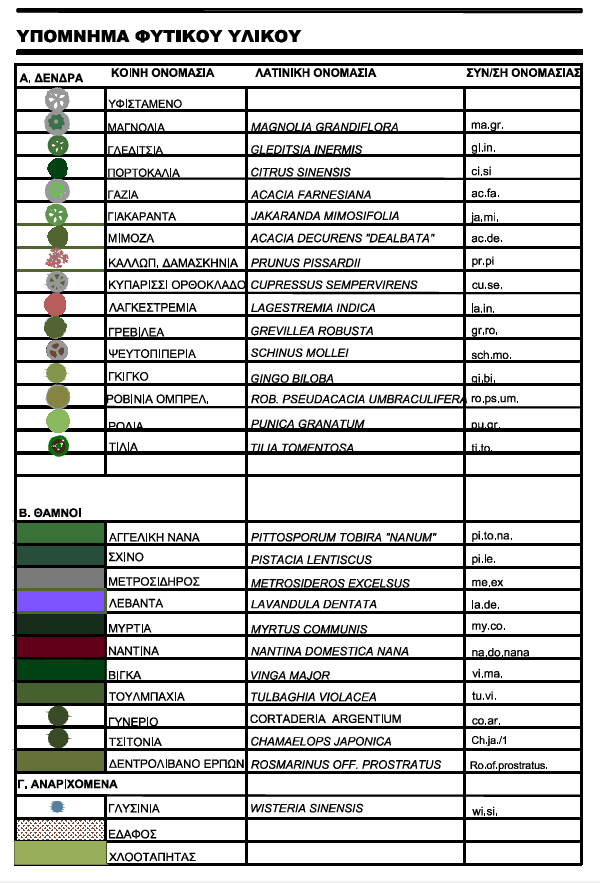 ΥΠΟΜΝΗΜΑ ΦΥΤΙΚΟΥ ΥΛΙΚΟΥ
Α. ΔΕΝΔΡΑ ΚΟΙΝΗ ΟΝΟΜΑΣΙΑ ΛΑΤΙΝΙΚΗ ΟΝΟΜΑΣΙΑ ΣΥΝ/ΣΗ ΟΝΟΜΑΣΙΑΣ
ΥΦΙΣΤΑΜΕΝΟ
ΜΑΓΝΟΛΙΑ MAGNOLIA GRANDIFLORA ma.gr.
ΓΛΕΔΙΤΣΙΑ GLEDITSIA INERMIS gl.in.
ΠΟΡΤΟΚΑΛΙΑ CITRUS SINENSIS ci.si
ΓΑΖΙΑ ACACIA FARNESIANA ac.fa.
ΓΙΑΚΑΡΑΝΤΑ JAKARANDA MIMOSIFOLIA ja.mi.
ΜΙΜΟΖΛ ACACIA DECURENS "DEALBATA" ac.de.
ΚΑΛΛΩΠ. ΔΑΜΑΣΚΗΝΙΑ PRUNUS PISSARDII pr.pi
ΚΥΠΑΡΙΣΣΙ ΟΡΘΟΚΛΑΔΟ CUPRESSUS SEMPERVIRENS cu.se.
ΛΑΓΚΕΣΤΡΕΜΙΑ LAGESTREMIA INDICA la.in.
ΓΡΕΒΙΛΕΑ GREVILLEA ROBUSTA gr.ro.
ΨΕΥΤΟΠΙΠΕΡΙΑ SCHINUS MOLLEI sch.mo.
ΓΚΙΓΚΟ GINGO BILOBA gi.bi.
ΡΟΒΙΝΙΑ ΟΜΠΡΕΛ. ROB. PSEUDACACIA UMBRACULIFERA ro.ps.um.
ΡΟΔΙΑ PUNICA GRANATUM pu.gr.
ΤΙΛΙΑ TILIA TOMENTOSA ti.to.
Β. ΘΑΜΝΟΙ
ΑΓΓΕΛΙΚΗ ΝΑΝΑ PITTOSPORUM TOBIRA "NANUM" pi.to.na.
ΣΧΙΝΟ PISTACIA LENTISCUS pi.le.
ΜΕΤΡΟΣΙΔΗΡΟΣ METROSIDEROS EXCELSUS me.ex
ΛΕΒΑΝΤΑ LAVANDULA DENTATA la.de.
ΜΥΡΤΙΑ MYRTUS COMMUNIS my.co.
ΝΑΝΤΙΝΑ NANTINA DOMESTICA NANA na.do.nana
ΒΙΓΚΑ VINGA MAJOR vi.ma.
ΤΟΥΛΜΠΑΧΙΑ TULBAGHIA VIOLACEA tu.vi.
ΓΥΝΕΡΙΟ CORTADERIA ARGENTIUM co.ar.
ΤΣΙΤΟΝΙΑ CHAMAELOPS JAPONICA Ch.ja./1
ΔΕΝΤΡΟΛΙΒΑΝΟ ΕΡΠΩΝ ROSMARINUS OFF. PROSTRATUS Ro.of.prostratus.
Γ. ΑΝΑΡΙΧΟΜΕΝΑ
ΓΛΥΣΙΝΙΑ WISTERIA SINENSIS wi.si.
ΕΔΑΦΟΣ
ΧΛΟΟΤΑΠΗΤΑΣ